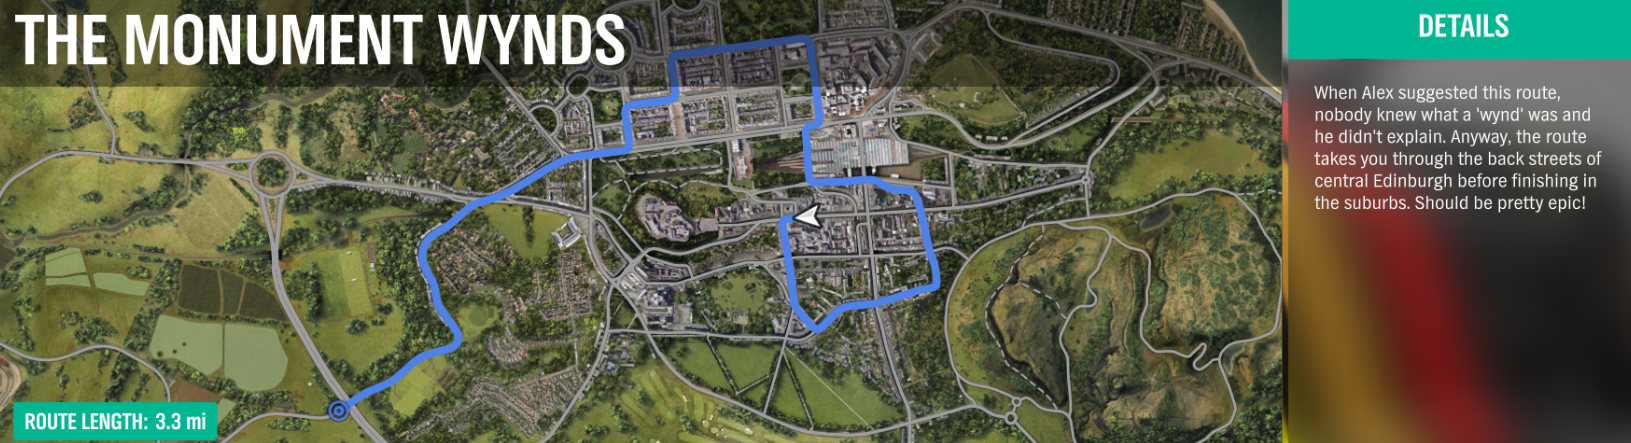 THE MONUMENT WYNDS
ROUTE LENGTH: 3.3 mi
DETAILS
When Alex suggested this route,
nobody knew what a 'wynd' was and
he didn't explain. Anyway, the route
takes you through the back streets of
central Edinburgh before finishing in
the suburbs. Should be pretty epic!